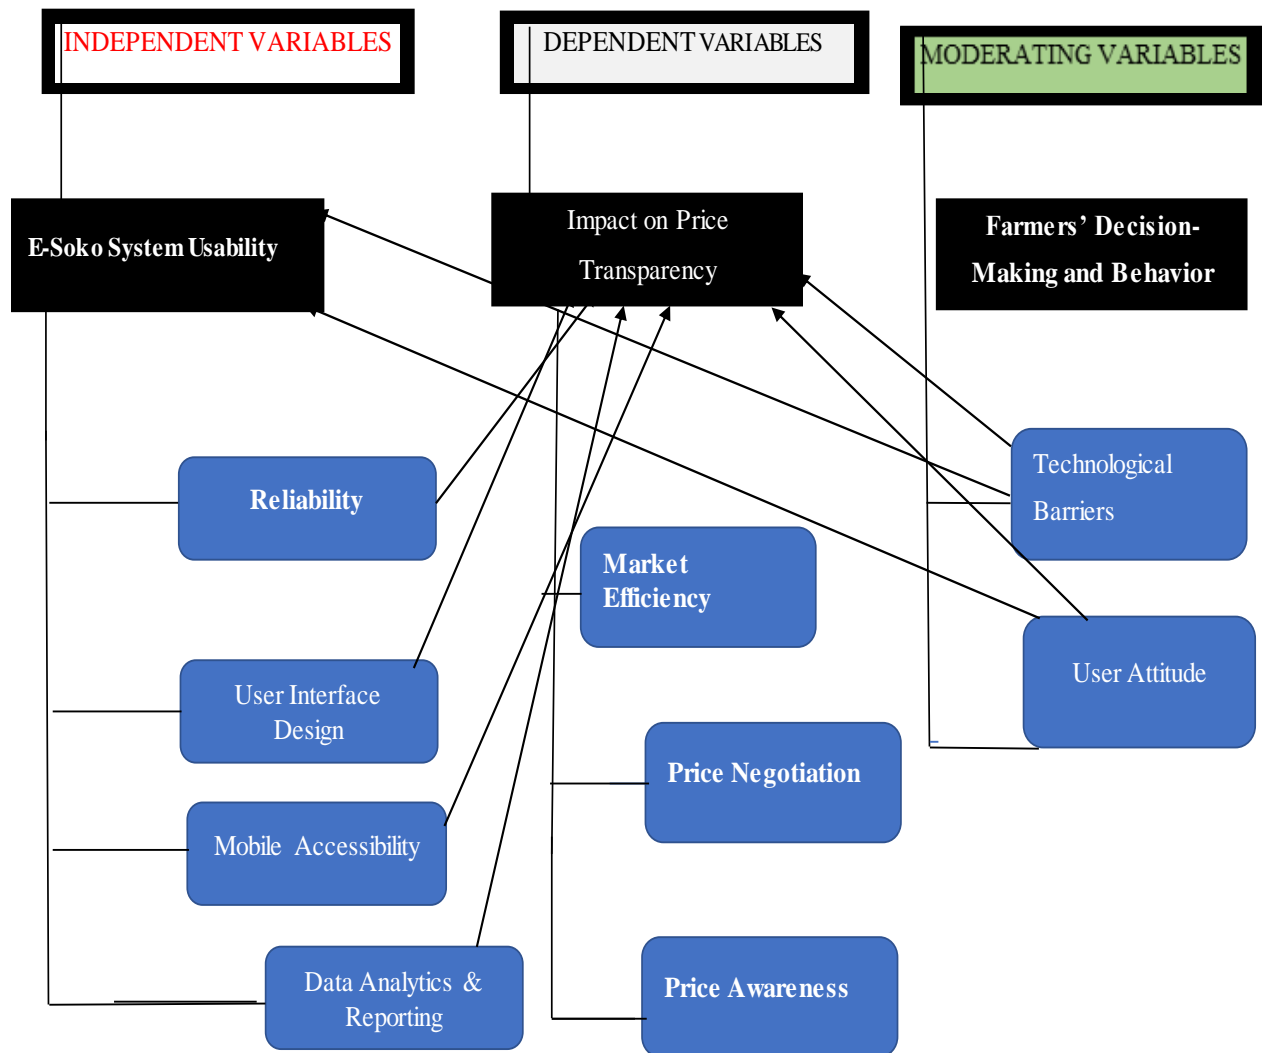 INDEPENDENT VARIABLES
DEPENDENT VARIABLES
MODERATING VARIABLES
E-Soko System Usability
Impact on Price
Transparency
Farmers’ Decision-
Making and Behavior
Reliability
User Interface
Design
Mobile Accessibility
Data Analytics &
Reporting
Market
Efficiency
Price Negotiation
Price Awareness
Technological
Barriers
User Attitude